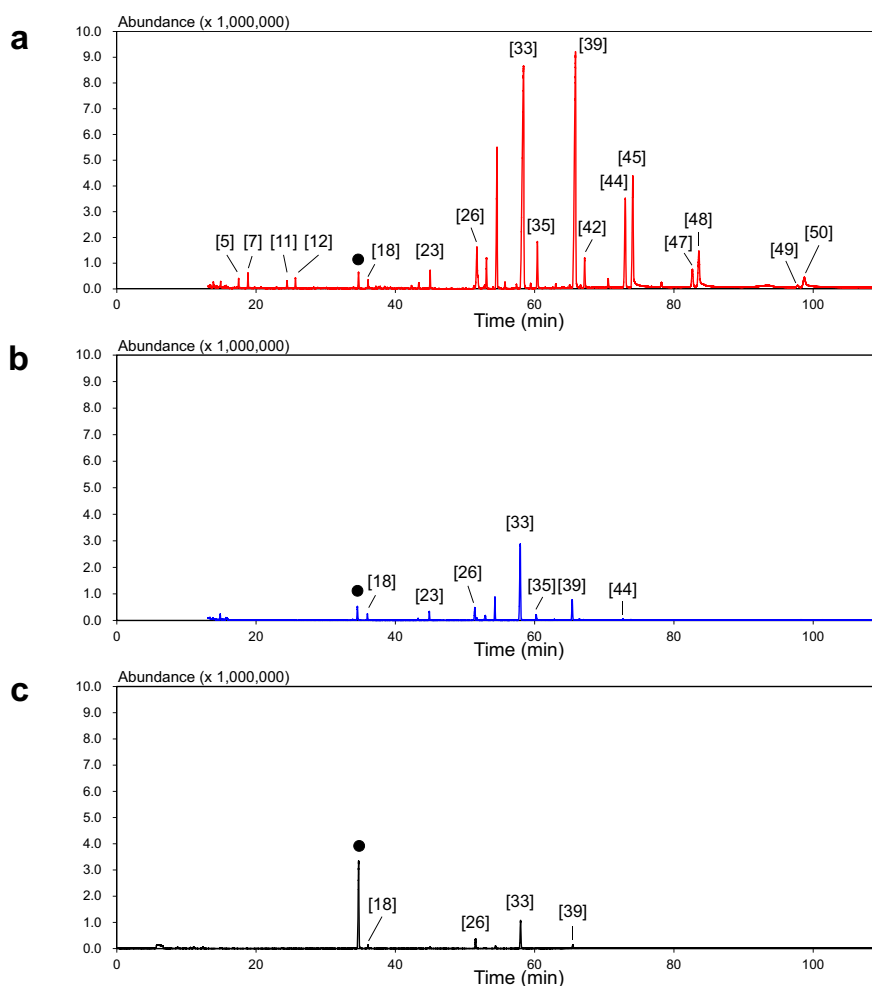 a
Abundance (x 1,000,000)
10.0
9.0
8.0
7.0
6.0
5.0
4.0
3.0
2.0
1.0
0.0
[5] [7] [11] [12] [18] [23] [26] [33] [35] [39] [42] [44] [45] [47] [48] [49] [50]
0 20 40 60 80 100
Time (min)
b
Abundance (x 1,000,000)
10.0
9.0
8.0
7.0
6.0
5.0
4.0
3.0
2.0
1.0
0.0
[18] [23] [26] [33] [35] [39] [44]
0 20 40 60 80 100
Time (min)
c
Abundance (x 1,000,000)
10.0
9.0
8.0
7.0
6.0
5.0
4.0
3.0
2.0
1.0
0.0
[18] [26] [33] [39]
0 20 40 60 80 100
Time (min)